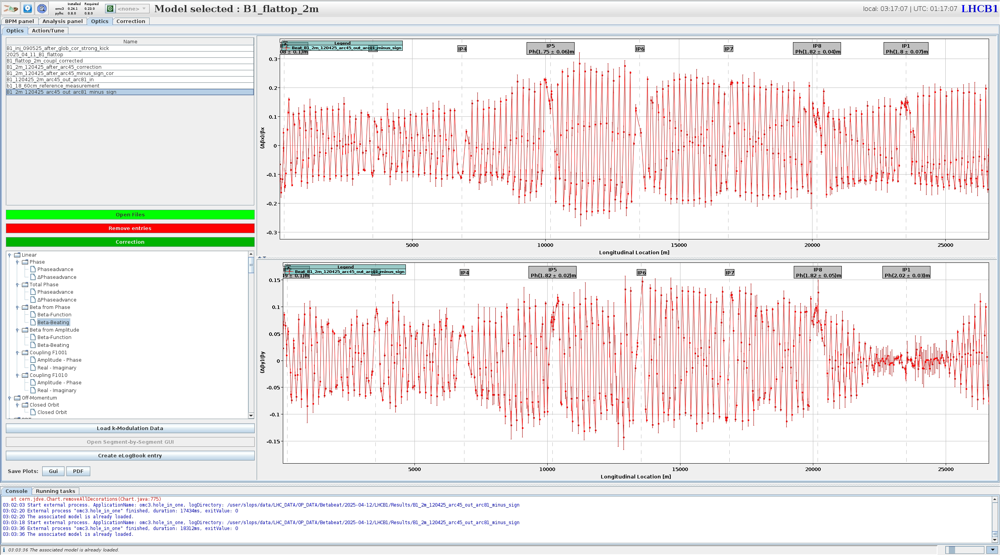 Installed Required
omc3 0.24.1 0.23.0
pylhc 0.8.0 0.8.0
<none>
Model selected : B1_flattop_2m
local: 03:17:07 | UTC: 01:17:07 LHCB1
BPM panel Analysis panel Optics Correction
Optics Action/Tune
Name
B1_inj_090525_after_glob_cor_strong_kick
2025_04_11_B1_flattop
B1_flattop_2m_coupl_corrected
B1_2m_120425_after_arc45_correction
B1_2m_120425_after_arc45_minus_sign_cor
B1_120425_2m_arc45_out_arc81_in
b1_18_60cm_reference_measurement
B1_2m_120425_arc45_out_arc81_minus_sign
Open Files
Remove entries
Correction
Linear
Phase
Phaseadvance
ΔPhaseadvance
Total Phase
Phaseadvance
ΔPhaseadvance
Beta from Phase
Beta-Function
Beta-Beating
Beta from Amplitude
Beta-Function
Beta-Beating
Coupling F1001
Amplitude - Phase
Real - Imaginary
Coupling F1010
Amplitude - Phase
Real - Imaginary
Off-Momentum
Closed Orbit
Closed Orbit
Load k-Modulation Data
Open Segment-by-Segment GUI
Create eLogBook entry
Save Plots: Gui PDF
Legend
Beat_B1_2m_120425_arc45_out_arc81_minus_sign
08 ± 0.1)m
IP4
IP5
Ph(1.75 ± 0.06)m
IP6
IP7
IP8
Ph(1.82 ± 0.04)m
IP1
Ph(1.8 ± 0.07)m
0.3
0.2
0.1
0
-0.1
-0.2
-0.3
(Δβx)/βx
5000 10000 15000 20000 25000
Longitudinal Location [m]
Legend
Beat_B1_2m_120425_arc45_out_arc81_minus_sign
49 ± 0.1)m
IP4
IP5
Ph(1.82 ± 0.02)m
IP6
IP7
IP8
Ph(1.82 ± 0.05)m
IP1
Ph(2.02 ± 0.03)m
0.15
0.1
0.05
0
-0.05
-0.1
-0.15
(Δβy)/βy
5000 10000 15000 20000 25000
Longitudinal Location [m]
Console Running tasks
at cern.jdve.Chart.removeAllDecorations(Chart.java:775)
03:02:03 Start external process. ApplicationName: omc3.hole_in_one, logDirectory: /user/slops/data/LHC_DATA/OP_DATA/Betabeat/2025-04-12/LHCB1/Results/B1_2m_120425_arc45_out_arc81_minus_sign
03:02:20 External process "omc3.hole_in_one" finished, duration: 17434ms, exitValue: 0
03:02:20 The associated model is already loaded.
03:03:18 Start external process. ApplicationName: omc3.hole_in_one, logDirectory: /user/slops/data/LHC_DATA/OP_DATA/Betabeat/2025-04-12/LHCB1/Results/B1_2m_120425_arc45_out_arc81_minus_sign
03:03:36 External process "omc3.hole_in_one" finished, duration: 18312ms, exitValue: 0
03:03:36 The associated model is already loaded.
03:03:36 The associated model is already loaded.